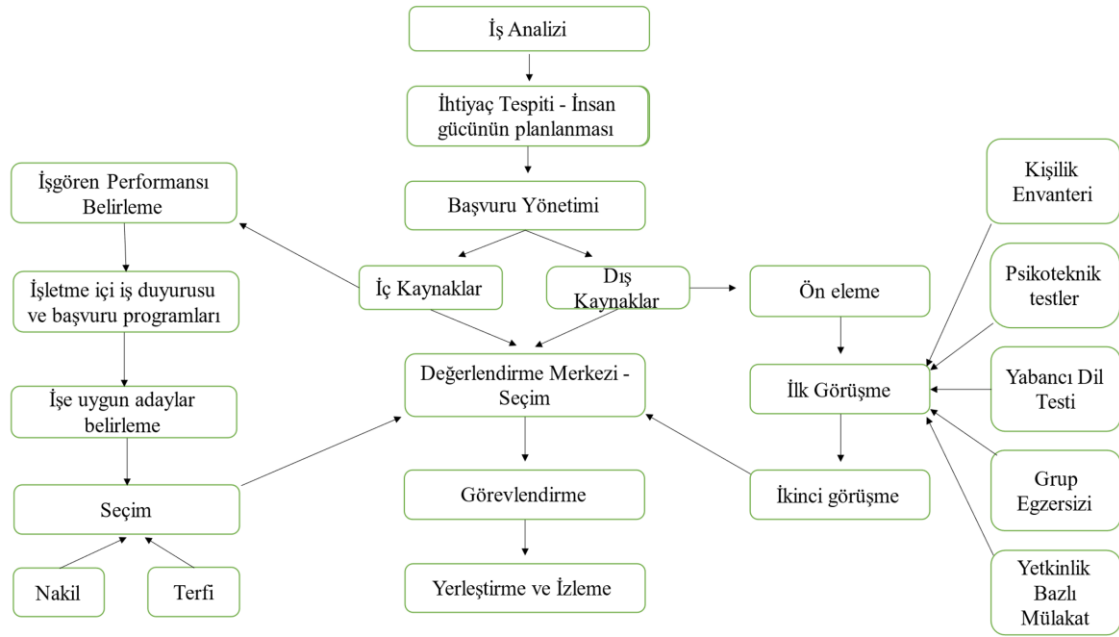 İş Analizi
İhtiyaç Tespiti - İnsan
gücünün planlanması
Başvuru Yönetimi
İç Kaynaklar
Dış
Kaynaklar
İşgören Performansı
Belirleme
İşletme içi iş duyurusu
ve başvuru programları
İşe uygun adaylar
belirleme
Seçim
Nakil
Terfi
Değerlendirme Merkezi -
Seçim
Görevlendirme
Yerleştirme ve İzleme
Ön eleme
İlk Görüşme
İkinci görüşme
Kişilik
Envanteri
Psikoteknik
testler
Yabancı Dil
Testi
Grup
Egzersizi
Yetkinlik
Bazlı
Mülakat